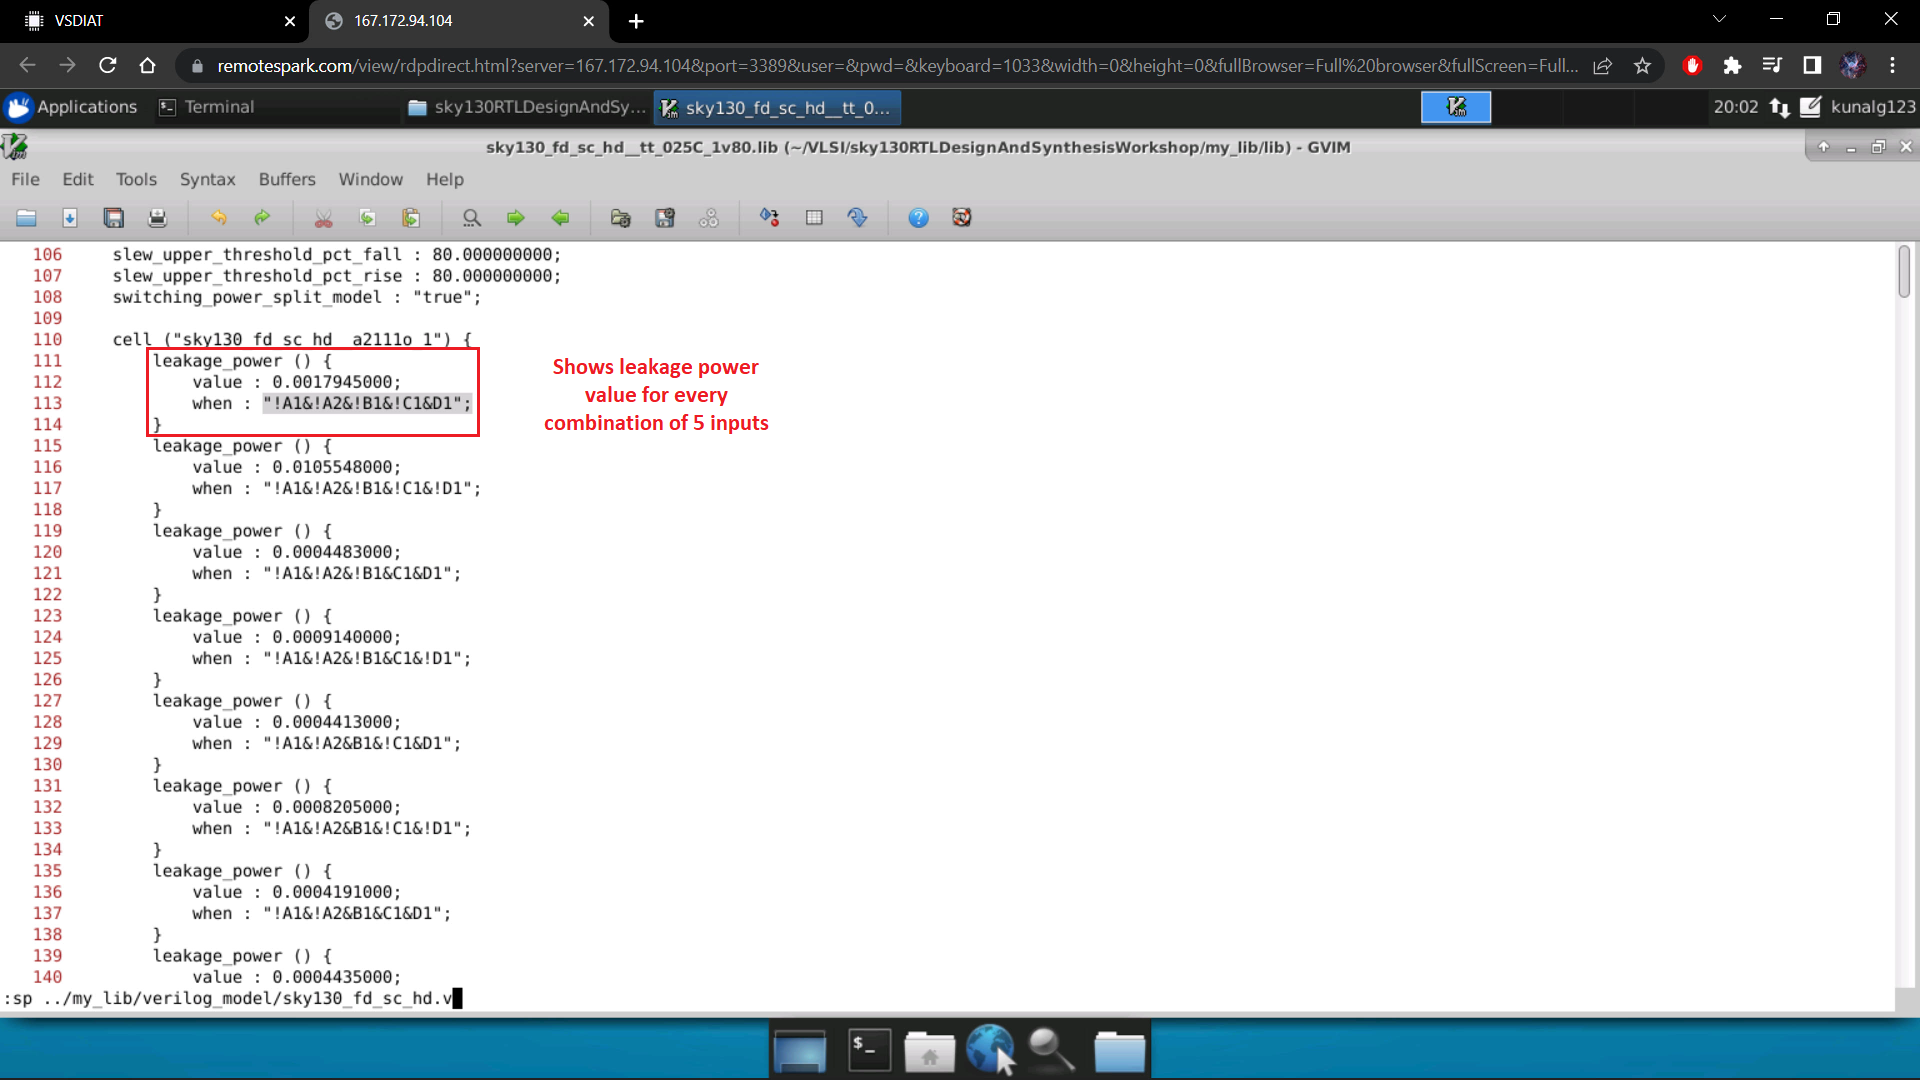 VSDIAT
167.172.94.104
remotespark.com/view/rdpdirect.html?server=167.172.94.104&port=3389&user=&pwd=&keyboard=1033&width=0&height=0&fullBrowser=Full%20browser&fullScreen=Full...
Applications
Terminal
sky130RTLDesignAndSy...
sky130_fd_sc_hd__tt_0...
20:02
kunalg123
sky130_fd_sc_hd__tt_025C_1v80.lib (~/VLSI/sky130RTLDesignAndSynthesisWorkshop/my_lib/lib) - GVIM
File Edit Tools Syntax Buffers Window Help
106 slew_upper_threshold_pct_fall : 80.000000000;
107 slew_upper_threshold_pct_rise : 80.000000000;
108 switching_power_split_model : "true";
109
110 cell ("sky130_fd_sc_hd__a2111o_1") {
111 leakage_power () {
112 value : 0.0017945000;
113 when : "!A1&!A2&!B1&!C1&D1";
114 }
115 leakage_power () {
116 value : 0.0105548000;
117 when : "!A1&!A2&!B1&!C1&!D1";
118 }
119 leakage_power () {
120 value : 0.0004483000;
121 when : "!A1&!A2&!B1&C1&D1";
122 }
123 leakage_power () {
124 value : 0.0009140000;
125 when : "!A1&!A2&!B1&C1&!D1";
126 }
127 leakage_power () {
128 value : 0.0004413000;
129 when : "!A1&!A2&B1&!C1&D1";
130 }
131 leakage_power () {
132 value : 0.0008205000;
133 when : "!A1&!A2&B1&!C1&!D1";
134 }
135 leakage_power () {
136 value : 0.0004191000;
137 when : "!A1&!A2&B1&C1&D1";
138 }
139 leakage_power () {
140 value : 0.0004435000;
:sp ../my_lib/verilog_model/sky130_fd_sc_hd.v
Shows leakage power
value for every
combination of 5 inputs